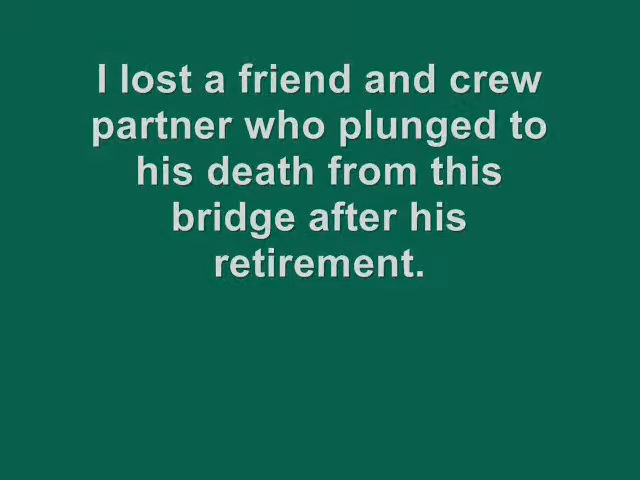 I lost a friend and crew
partner who plunged to
his death from this
bridge after his
retirement.